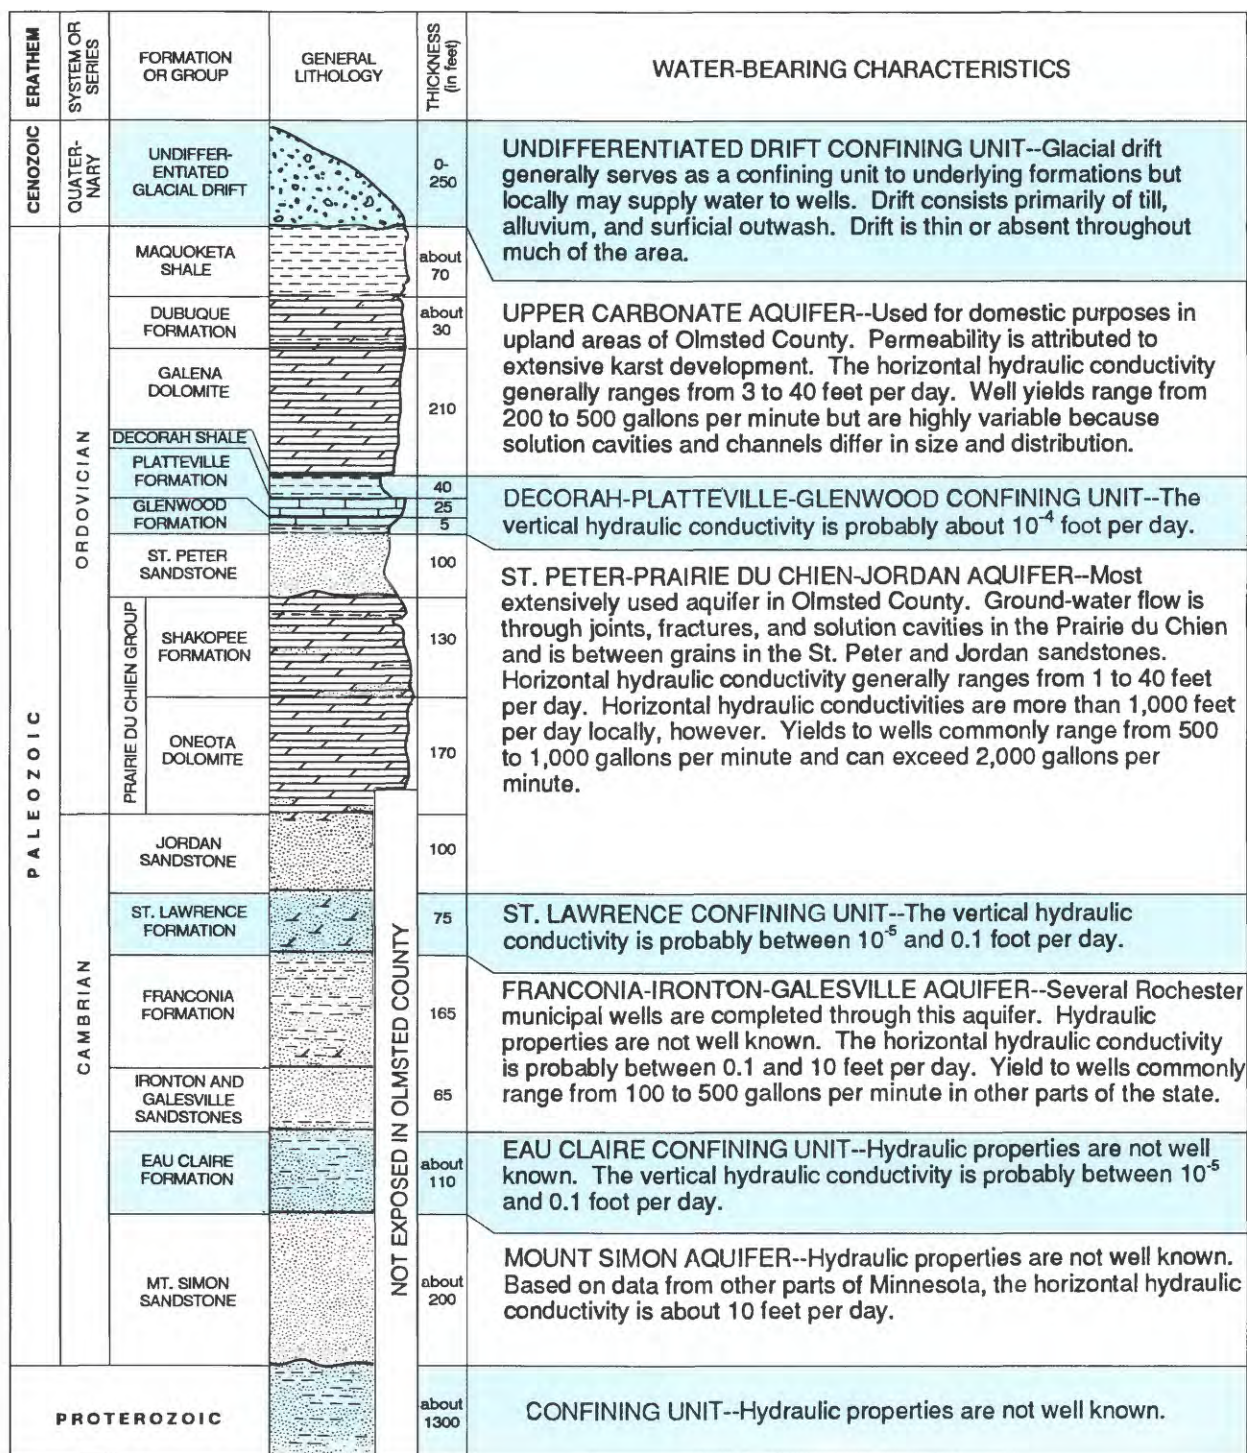 ERATHEM
SYSTEM OR
SERIES
FORMATION
OR GROUP
GENERAL
LITHOLOGY
THICKNESS
(in feet)
WATER-BEARING CHARACTERISTICS
CENOZOIC
QUATER-
NARY
UNDIFFER-
ENTIATED
GLACIAL DRIFT
0-
250
UNDIFFERENTIATED DRIFT CONFINING UNIT--Glacial drift
generally serves as a confining unit to underlying formations but
locally may supply water to wells. Drift consists primarily of till,
alluvium, and surficial outwash. Drift is thin or absent throughout
much of the area.
PALEOZOIC
ORDOVICIAN
MAQUOKETA
SHALE
about
70
DUBUQUE
FORMATION
about
30
GALENA
DOLOMITE
210
UPPER CARBONATE AQUIFER--Used for domestic purposes in
upland areas of Olmsted County. Permeability is attributed to
extensive karst development. The horizontal hydraulic conductivity
generally ranges from 3 to 40 feet per day. Well yields range from
200 to 500 gallons per minute but are highly variable because
solution cavities and channels differ in size and distribution.
DECORAH SHALE
PLATTEVILLE
FORMATION
GLENWOOD
FORMATION
40
25
5
DECORAH-PLATTEVILLE-GLENWOOD CONFINING UNIT--The
vertical hydraulic conductivity is probably about 10⁻⁴ foot per day.
ST. PETER
SANDSTONE
100
PRAIRIE DU CHIEN GROUP
SHAKOPEE
FORMATION
130
ONEOTA
DOLOMITE
170
ST. PETER-PRAIRIE DU CHIEN-JORDAN AQUIFER--Most
extensively used aquifer in Olmsted County. Ground-water flow is
through joints, fractures, and solution cavities in the Prairie du Chien
and is between grains in the St. Peter and Jordan sandstones.
Horizontal hydraulic conductivity generally ranges from 1 to 40 feet
per day. Horizontal hydraulic conductivities are more than 1,000 feet
per day locally, however. Yields to wells commonly range from 500
to 1,000 gallons per minute and can exceed 2,000 gallons per
minute.
CAMBRIAN
JORDAN
SANDSTONE
100
NOT EXPOSED IN OLMSTED COUNTY
ST. LAWRENCE
FORMATION
75
ST. LAWRENCE CONFINING UNIT--The vertical hydraulic
conductivity is probably between 10⁻⁵ and 0.1 foot per day.
FRANCONIA
FORMATION
165
IRONTON AND
GALESVILLE
SANDSTONES
65
FRANCONIA-IRONTON-GALESVILLE AQUIFER--Several Rochester
municipal wells are completed through this aquifer. Hydraulic
properties are not well known. The horizontal hydraulic conductivity
is probably between 0.1 and 10 feet per day. Yield to wells commonly
range from 100 to 500 gallons per minute in other parts of the state.
EAU CLAIRE
FORMATION
about
110
EAU CLAIRE CONFINING UNIT--Hydraulic properties are not well
known. The vertical hydraulic conductivity is probably between 10⁻⁵
and 0.1 foot per day.
MT. SIMON
SANDSTONE
about
200
MOUNT SIMON AQUIFER--Hydraulic properties are not well known.
Based on data from other parts of Minnesota, the horizontal hydraulic
conductivity is about 10 feet per day.
PROTEROZOIC
about
1300
CONFINING UNIT--Hydraulic properties are not well known.